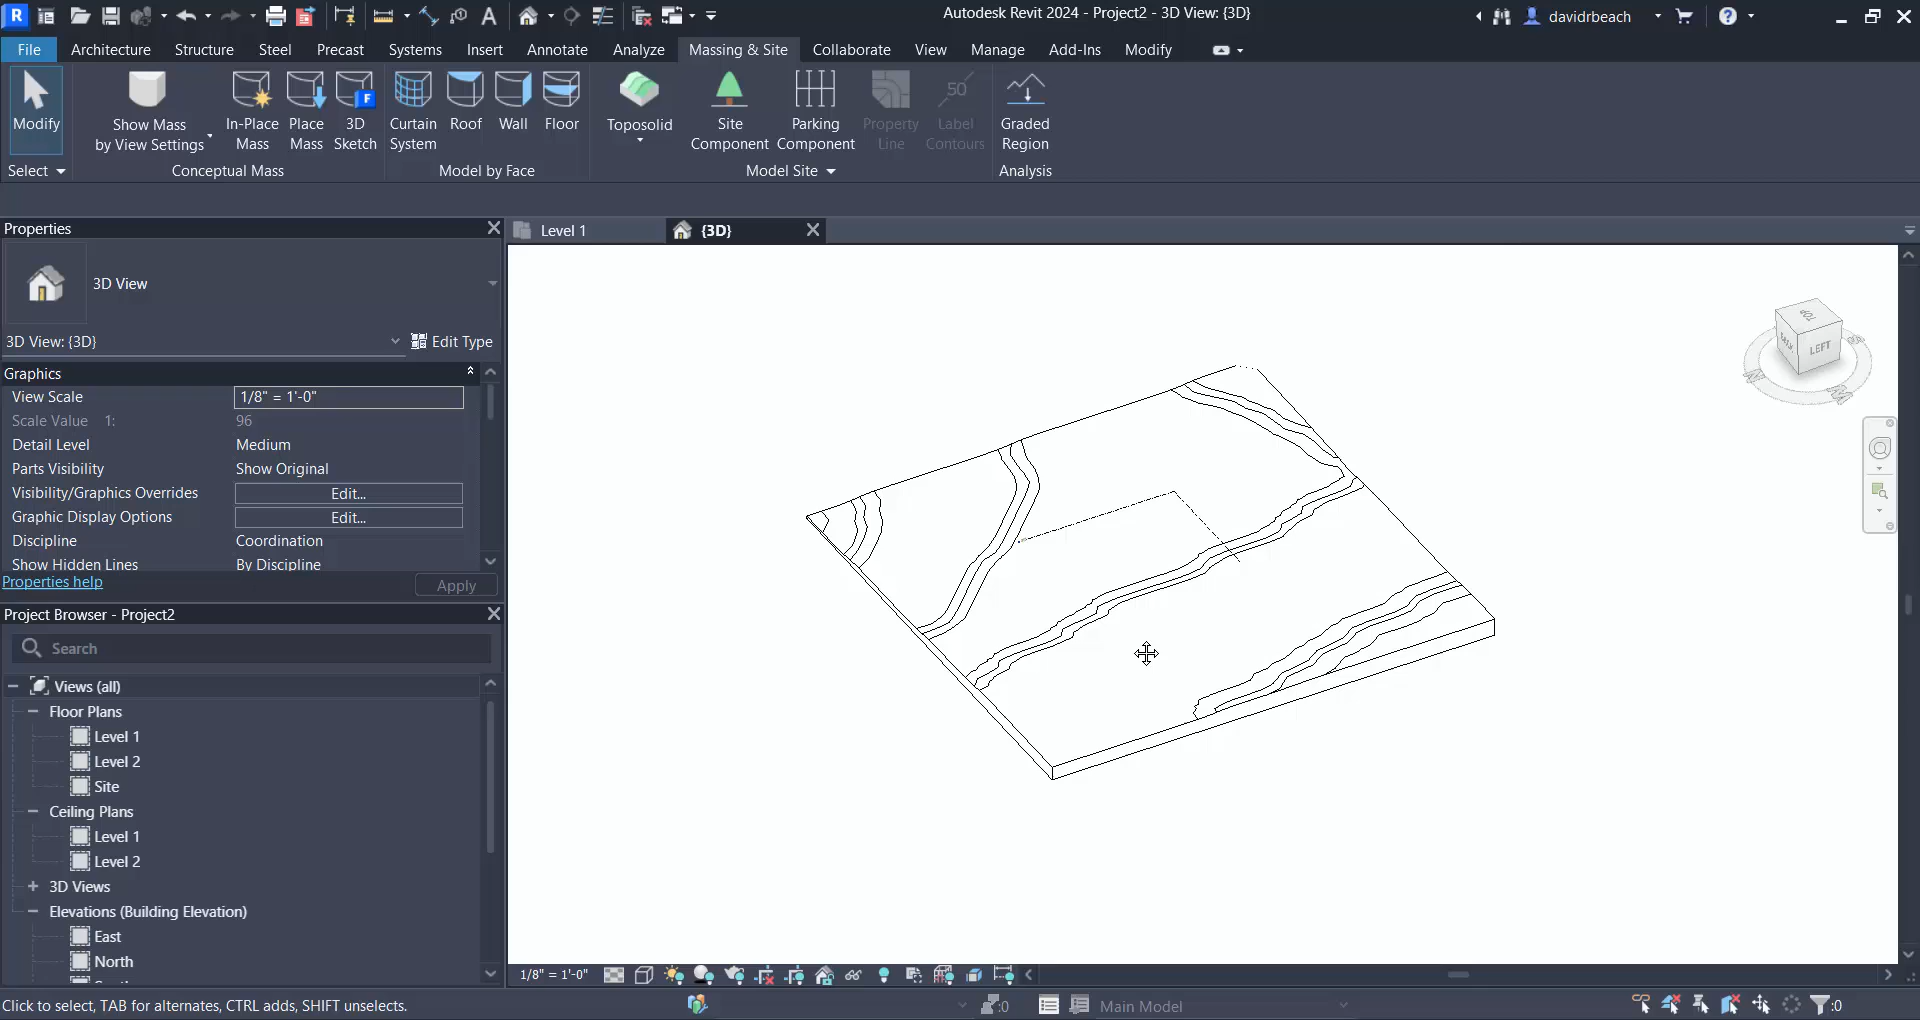 Autodesk Revit 2024 - Project2 - 3D View: {3D}
davidrbeach
File Architecture Structure Steel Precast Systems Insert Annotate Analyze Massing & Site Collaborate View Manage Add-Ins Modify
Modify
Show Mass
by View Settings
In-Place
Mass
Place
Mass
3D
Sketch
Curtain
System
Roof
Wall
Floor
Toposolid
Site
Component
Parking
Component
Property
Line
50
Label
Contours
Graded
Region
Select
Conceptual Mass
Model by Face
Model Site
Analysis
Properties
Level 1
{3D}
3D View
3D View: {3D}
Edit Type
Graphics
View Scale 1/8" = 1'-0"
Scale Value 1: 96
Detail Level Medium
Parts Visibility Show Original
Visibility/Graphics Overrides Edit...
Graphic Display Options Edit...
Discipline Coordination
Show Hidden Lines By Discipline
Properties help
Apply
Project Browser - Project2
Search
Views (all)
Floor Plans
Level 1
Level 2
Site
Ceiling Plans
Level 1
Level 2
3D Views
Elevations (Building Elevation)
East
North
TOP
LEFT
1/8" = 1'-0"
Click to select, TAB for alternates, CTRL adds, SHIFT unselects.
:0
Main Model
:0